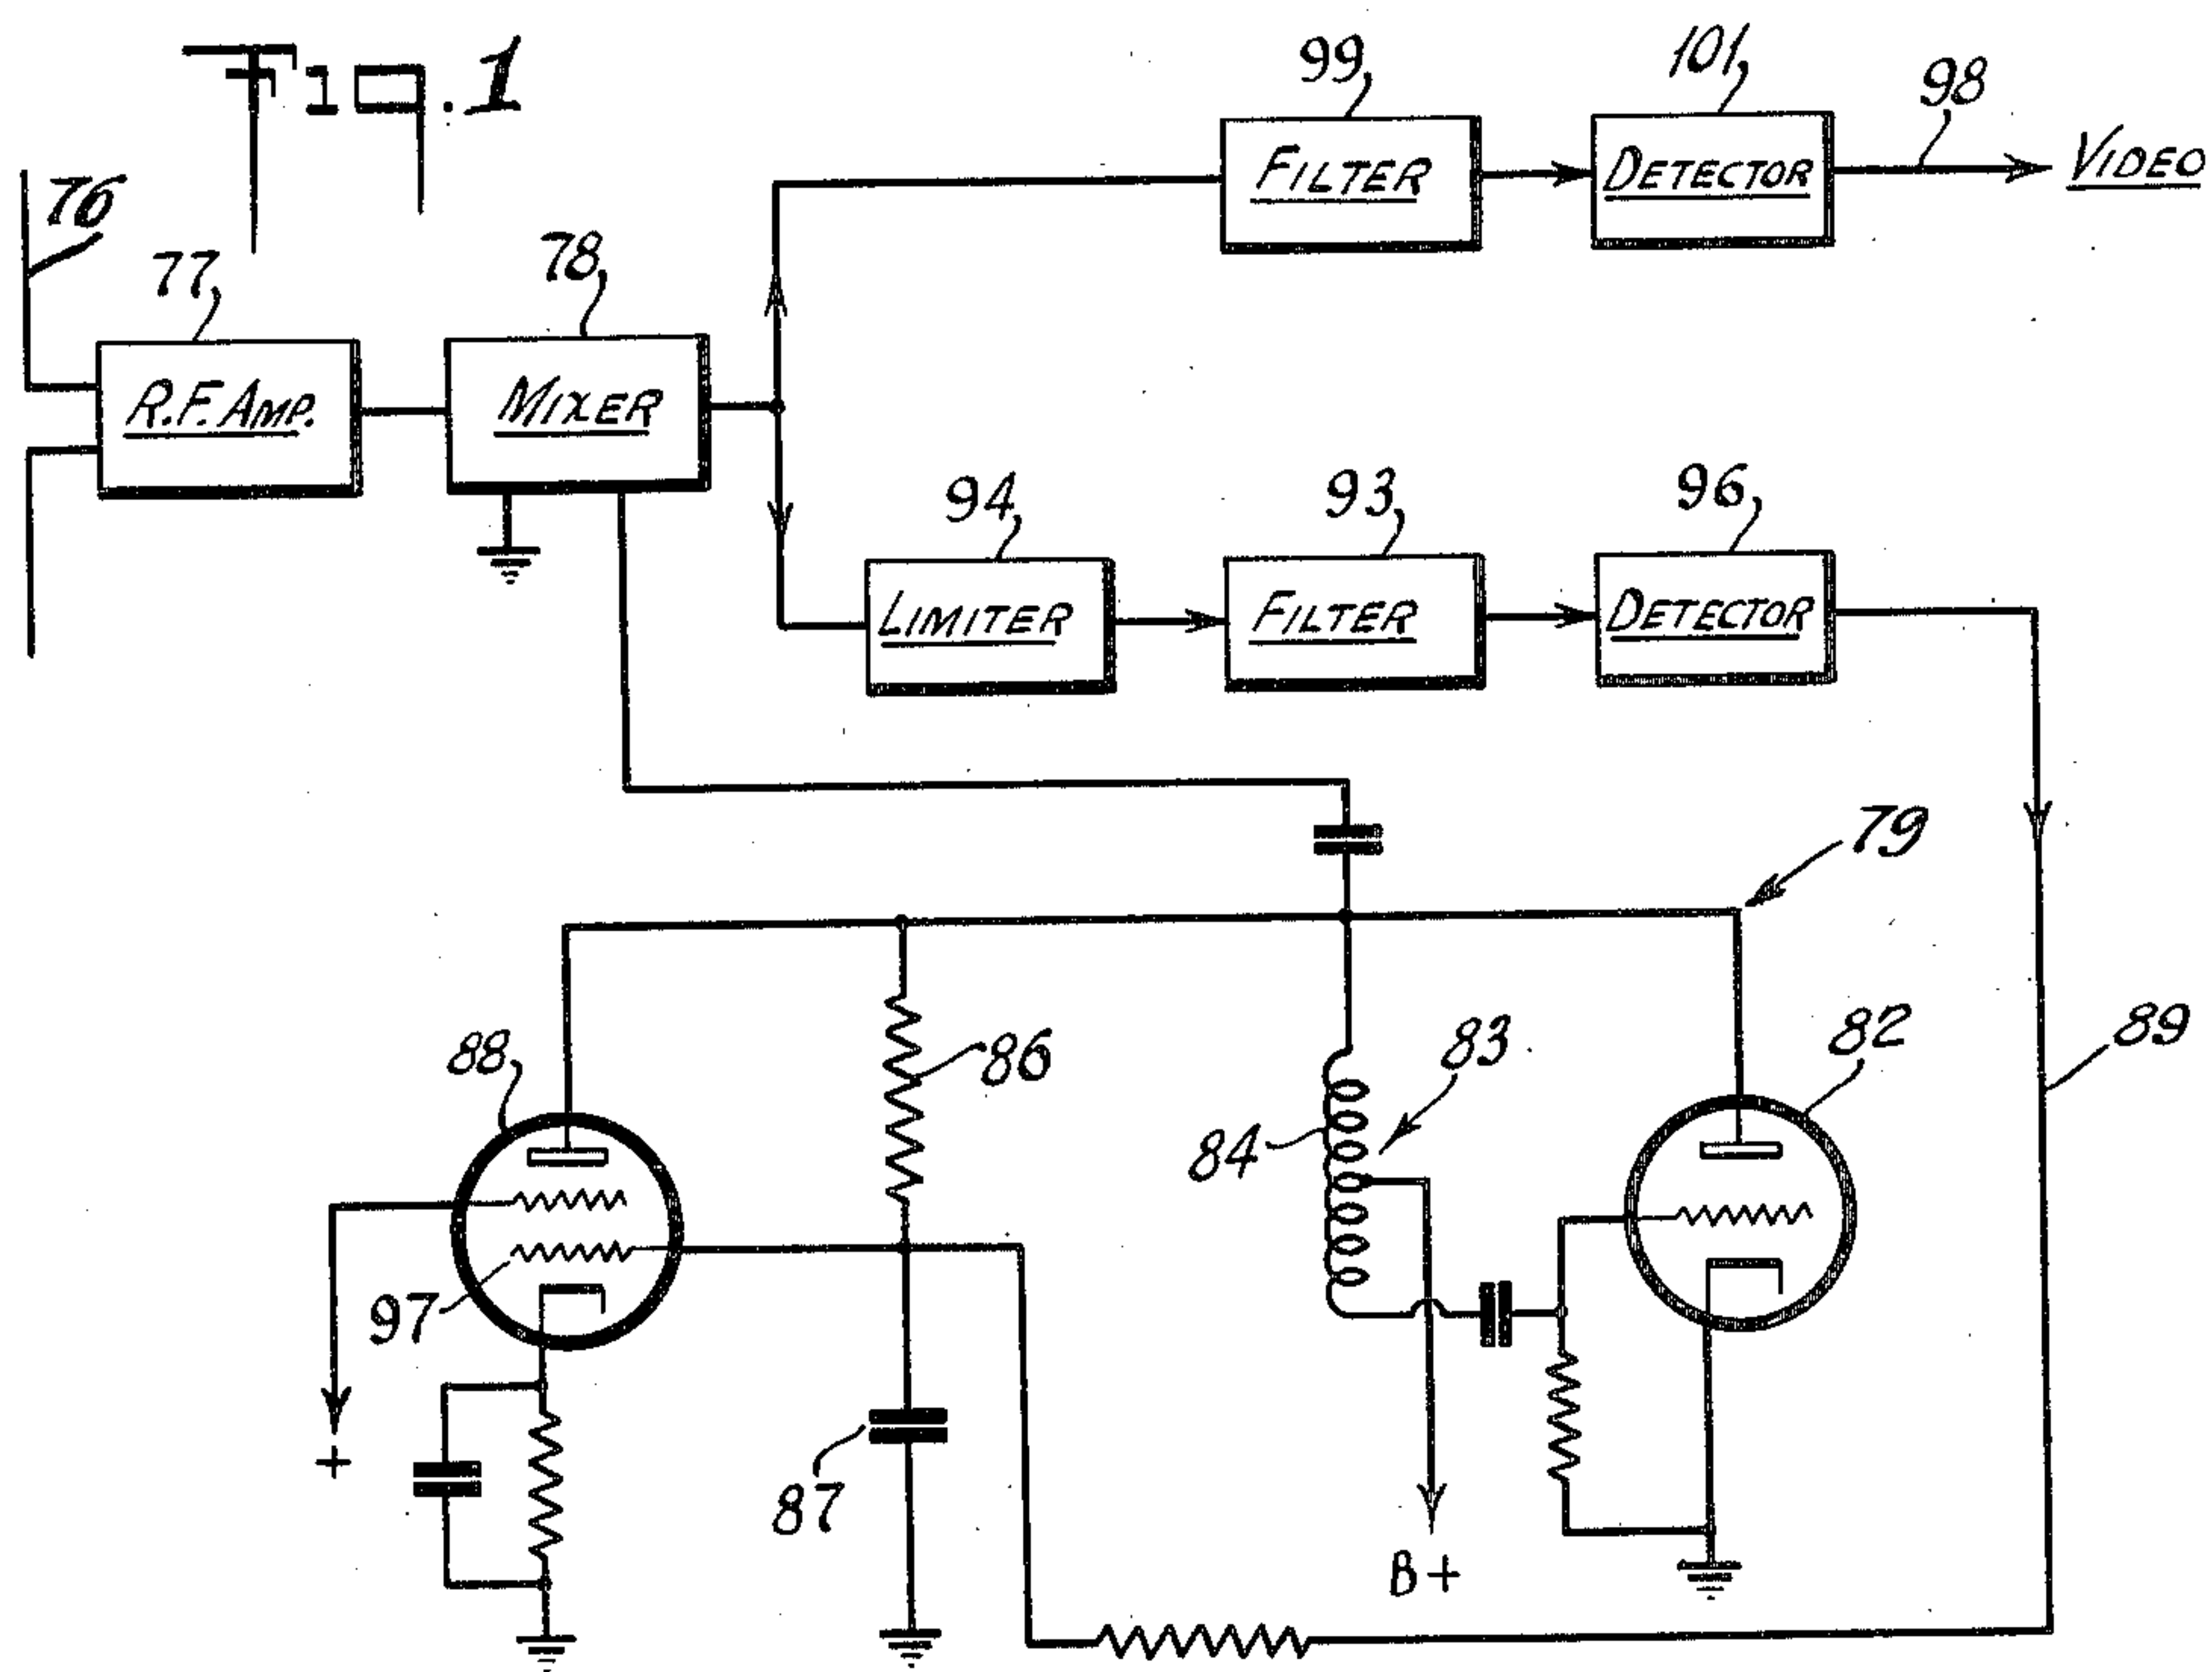 Fig. 1
76
77
R.F. AMP.
78
MIXER
99
FILTER
101
DETECTOR
98
VIDEO
94
LIMITER
93
FILTER
96
DETECTOR
79
88
86
83
84
82
89
97
+
87
B+